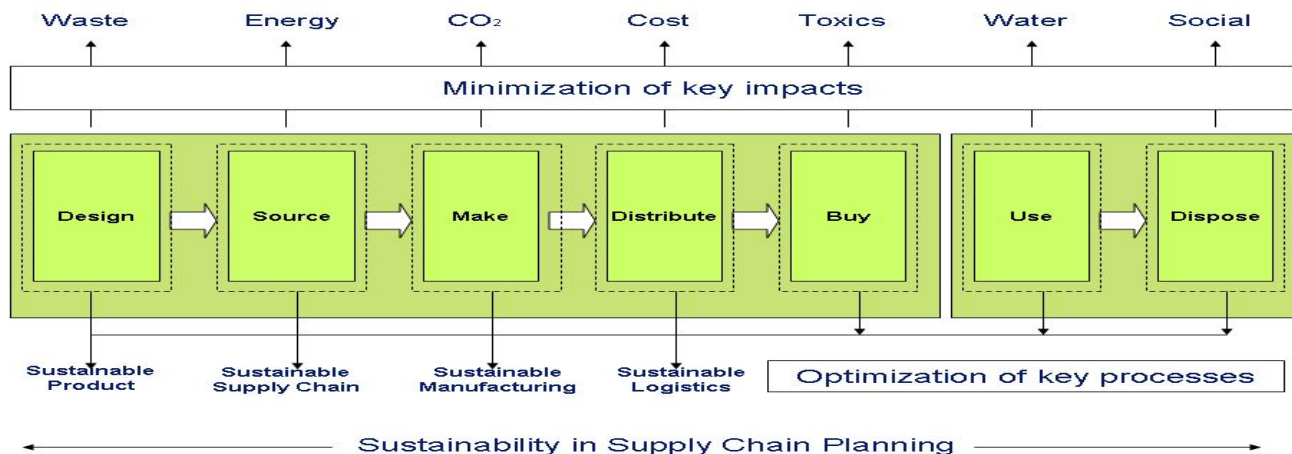 Waste Energy CO₂ Cost Toxics Water Social
Minimization of key impacts
Design Source Make Distribute Buy Use Dispose
Sustainable Product
Sustainable Supply Chain
Sustainable Manufacturing
Sustainable Logistics
Optimization of key processes
Sustainability in Supply Chain Planning